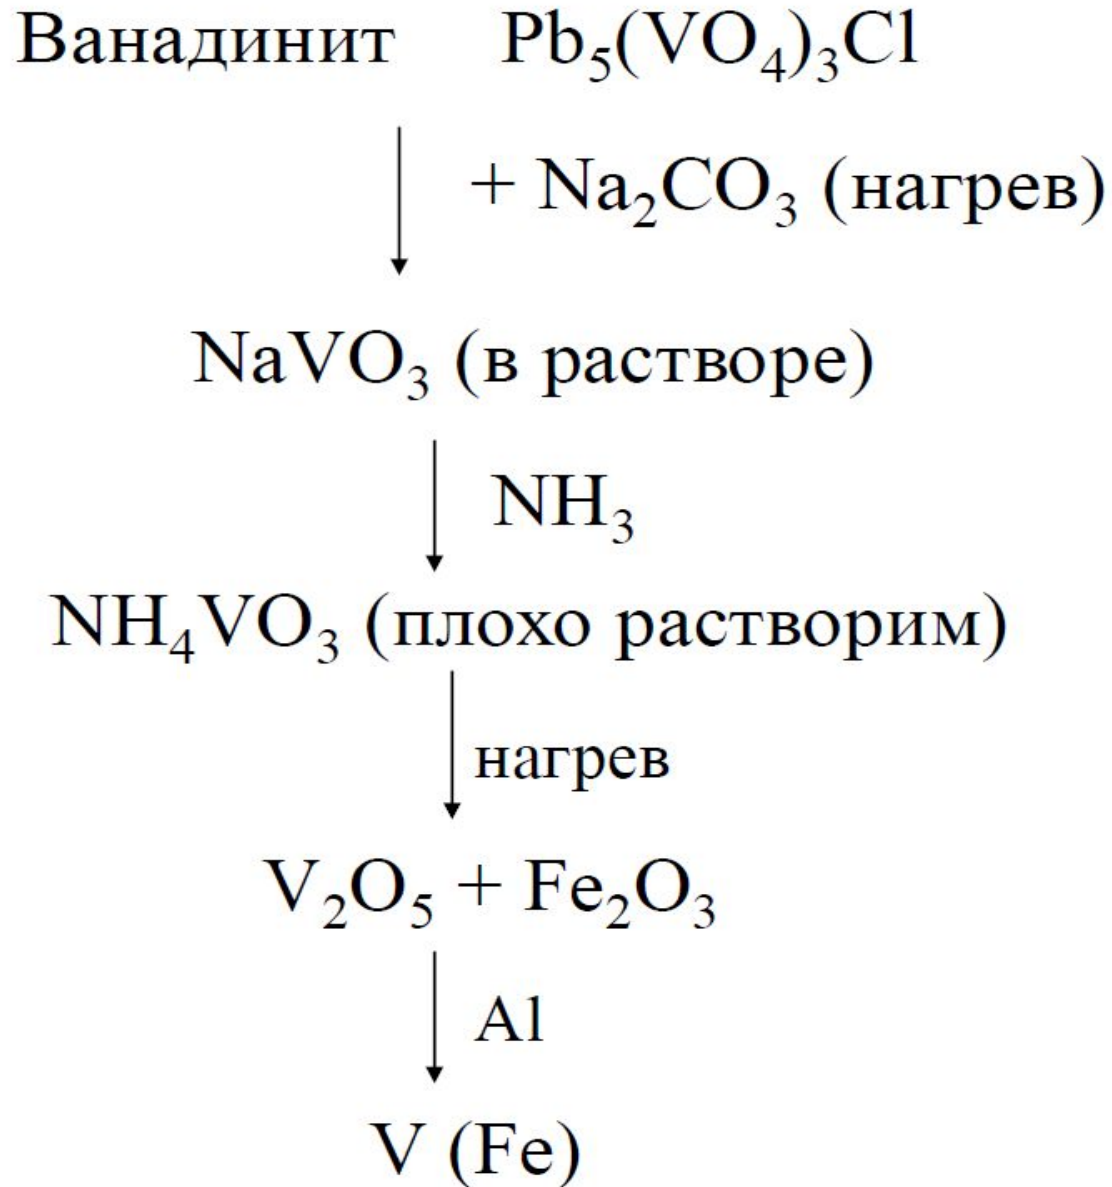 Ванадинит Pb₅(VO₄)₃Cl
+ Na₂CO₃ (нагрев)
NaVO₃ (в растворе)
NH₃
NH₄VO₃ (плохо растворим)
нагрев
V₂O₅ + Fe₂O₃
Al
V (Fe)